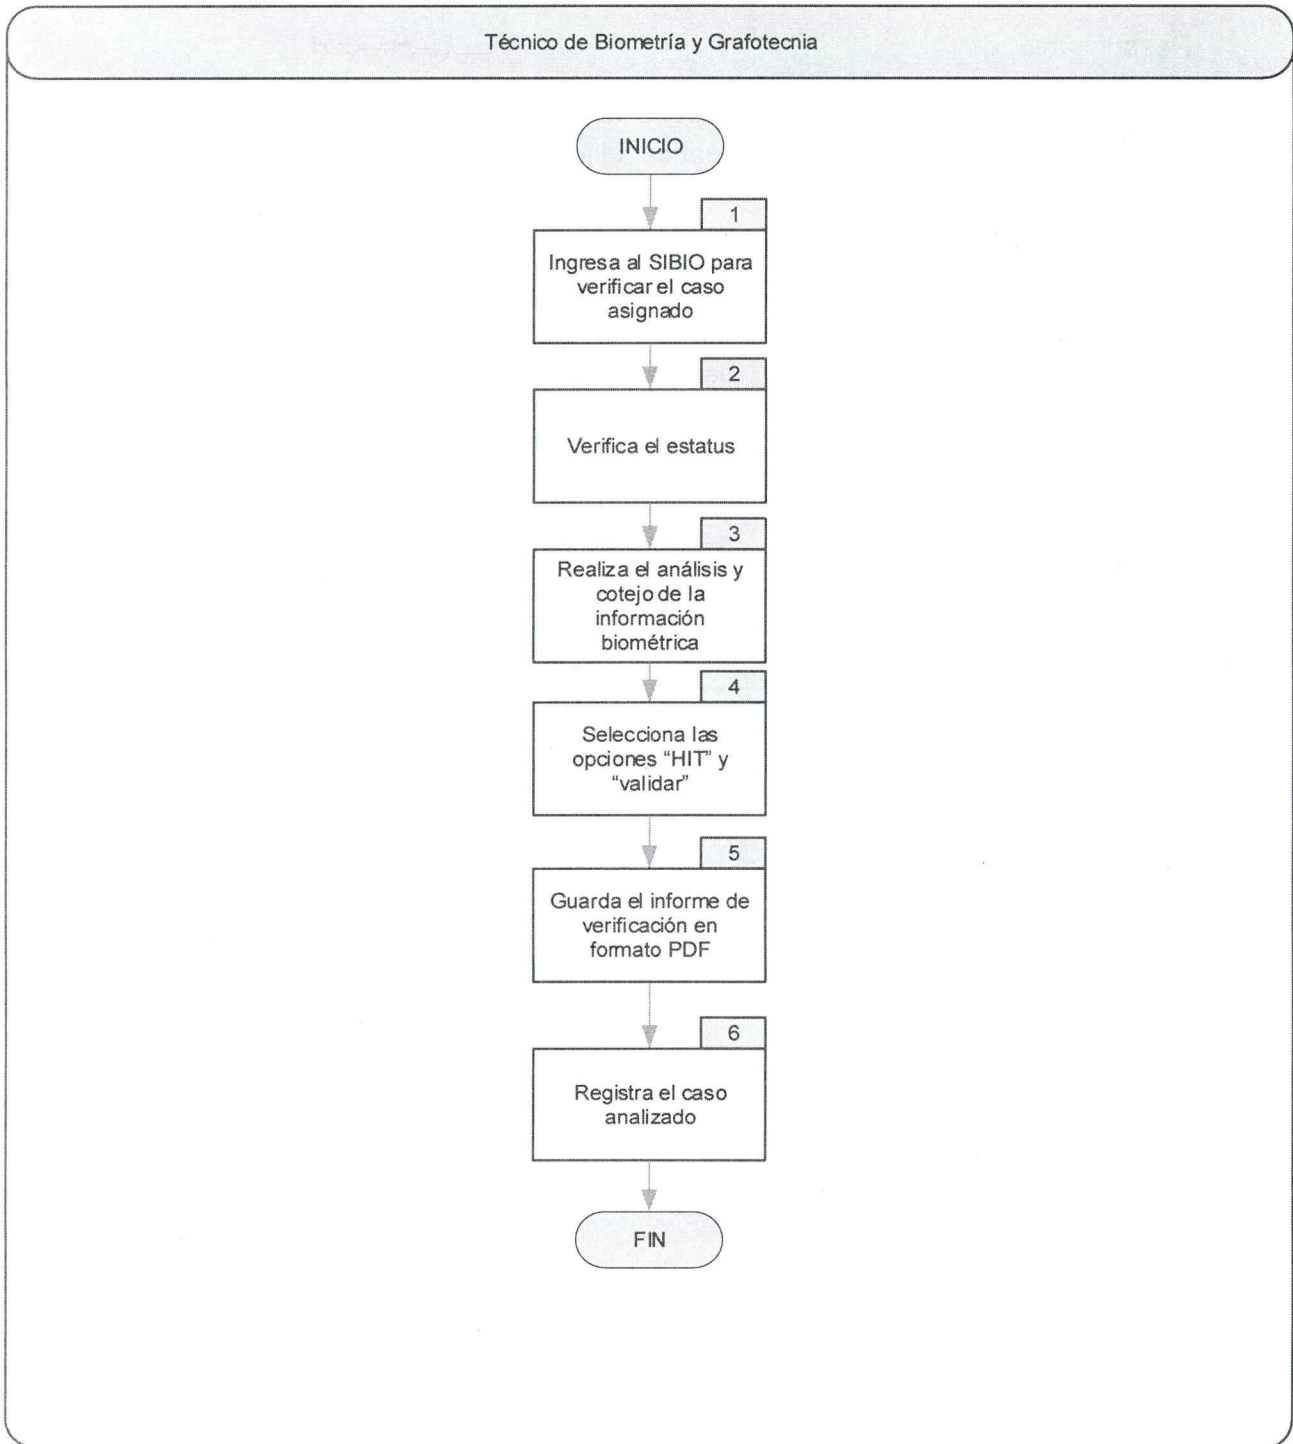 Técnico de Biometría y Grafotecnia
INICIO
1
Ingresa al SIBIO para
verificar el caso
asignado
2
Verifica el estatus
3
Realiza el análisis y
cotejo de la
información
biométrica
4
Selecciona las
opciones “HIT” y
“validar”
5
Guarda el informe de
verificación en
formato PDF
6
Registra el caso
analizado
FIN